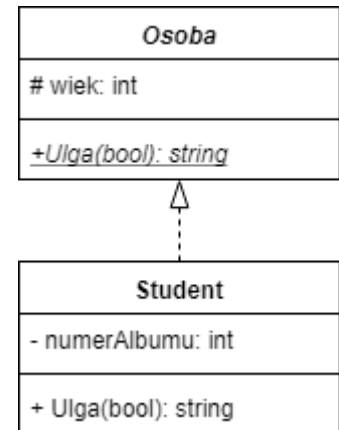 Osoba
# wiek: int
+Ulga(bool): string
Student
- numerAlbumu: int
+ Ulga(bool): string